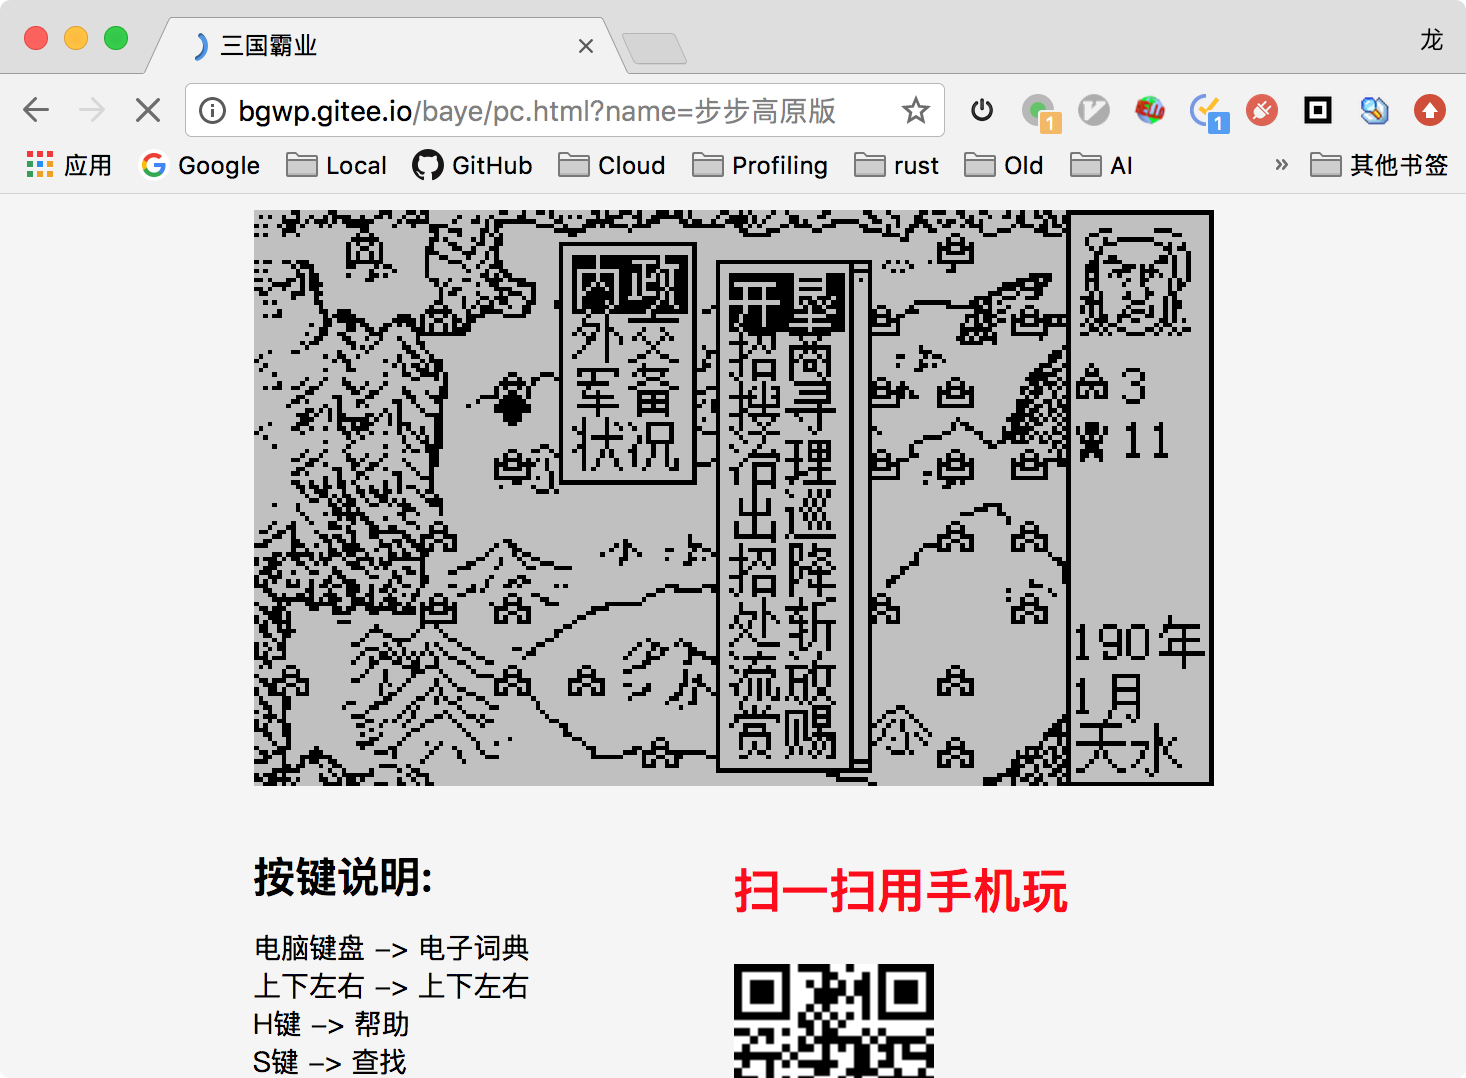 三国霸业
龙
bgwp.gitee.io/baye/pc.html?name=步步高原版
1
1
应用
Google
Local
GitHub
Cloud
Profiling
rust
Old
AI
»
其他书签
内政
外交
军备
状况
开垦
招商
搜寻
治理
出巡
招降
处斩
流放
赏赐
3
11
190年
1月
天水
按键说明:
扫一扫用手机玩
电脑键盘 –> 电子词典
上下左右 –> 上下左右
H键 –> 帮助
S键 –> 查找